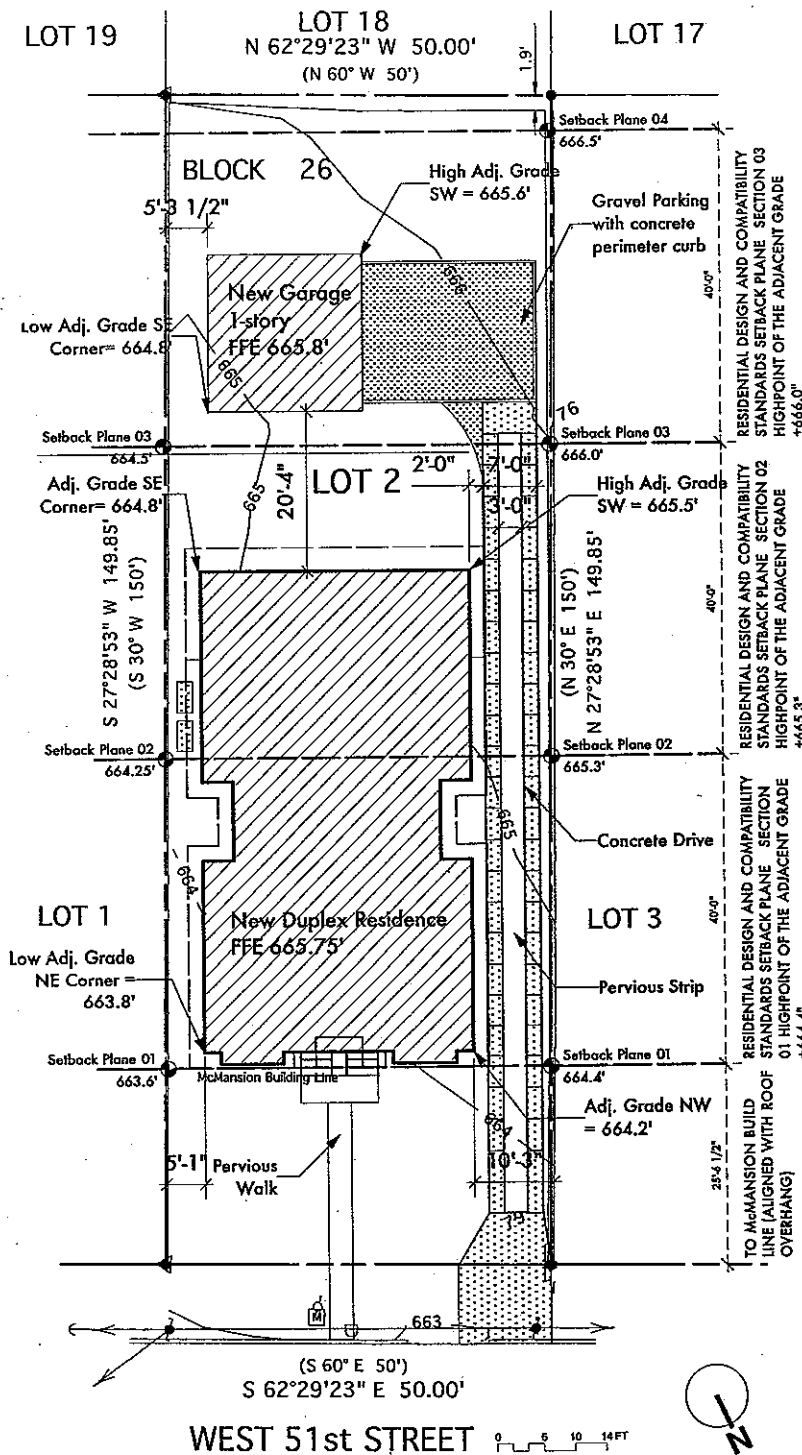 LOT 19
LOT 18
LOT 17
N 62°29'23" W 50.00'
(N 60° W 50')
1.9'
Setback Plane 04
666.5'
BLOCK 26
High Adj. Grade
SW = 665.6'
Gravel Parking
with concrete
perimeter curb
5'-3 1/2"
666
New Garage
1-story
FFE 665.8'
Low Adj. Grade SE
Corner= 664.8'
665
40'-0"
RESIDENTIAL DESIGN AND COMPATIBILITY
STANDARDS SETBACK PLANE SECTION 03
HIGHPOINT OF THE ADJACENT GRADE
+666.0"
76
Setback Plane 03
664.5'
Setback Plane 03
666.0'
2'-0"
7'-0"
3'-0"
LOT 2
20'-4"
665
Adj. Grade SE
Corner= 664.8'
High Adj. Grade
SW = 665.5'
S 27°28'53" W 149.85'
(S 30° W 150')
(N 30° E 150')
N 27°28'53" E 149.85'
40'-0"
RESIDENTIAL DESIGN AND COMPATIBILITY
STANDARDS SETBACK PLANE SECTION 02
HIGHPOINT OF THE ADJACENT GRADE
+665.3"
Setback Plane 02
664.25'
Setback Plane 02
665.3'
665
Concrete Drive
664
LOT 1
LOT 3
New Duplex Residence
FFE 665.75'
Low Adj. Grade
NE Corner =
663.8'
Pervious Strip
40'-0"
RESIDENTIAL DESIGN AND COMPATIBILITY
STANDARDS SETBACK PLANE SECTION
01 HIGHPOINT OF THE ADJACENT GRADE
Setback Plane 01
663.6'
McMansion Building Line
Setback Plane 01
664.4'
664
Adj. Grade NW
= 664.2'
5'-1"
Pervious
Walk
10'-3"
79
25'-6 1/2"
TO McMANSION BUILD
LINE (ALIGNED WITH ROOF
OVERHANG)
M
663
(S 60° E 50')
S 62°29'23" E 50.00'
WEST 51st STREET
0 5 10 14 FT
N